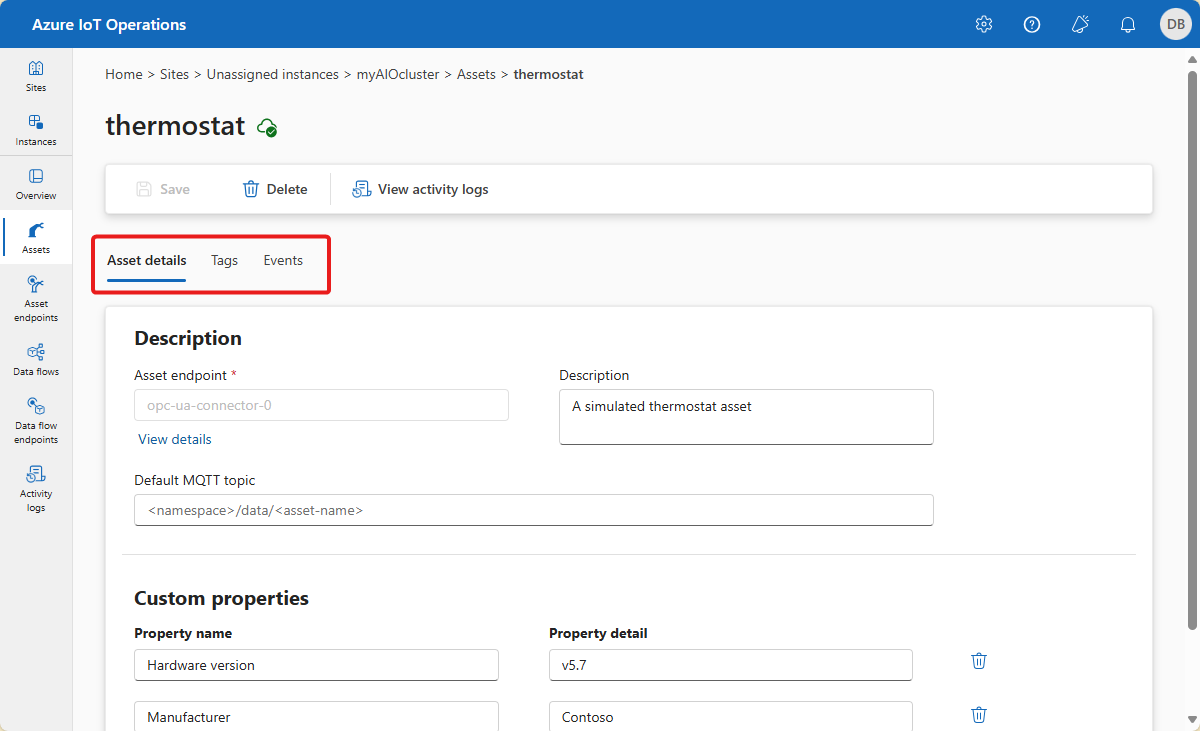 Azure IoT Operations
DB
Sites
Instances
Overview
Assets
Asset
endpoints
Data flows
Data flow
endpoints
Activity
logs
Home > Sites > Unassigned instances > myAIOcluster > Assets > thermostat
thermostat
Save
Delete
View activity logs
Asset details
Tags
Events
Description
Asset endpoint *
Description
opc-ua-connector-0
A simulated thermostat asset
View details
Default MQTT topic
<namespace>/data/<asset-name>
Custom properties
Property name
Property detail
Hardware version
v5.7
Manufacturer
Contoso